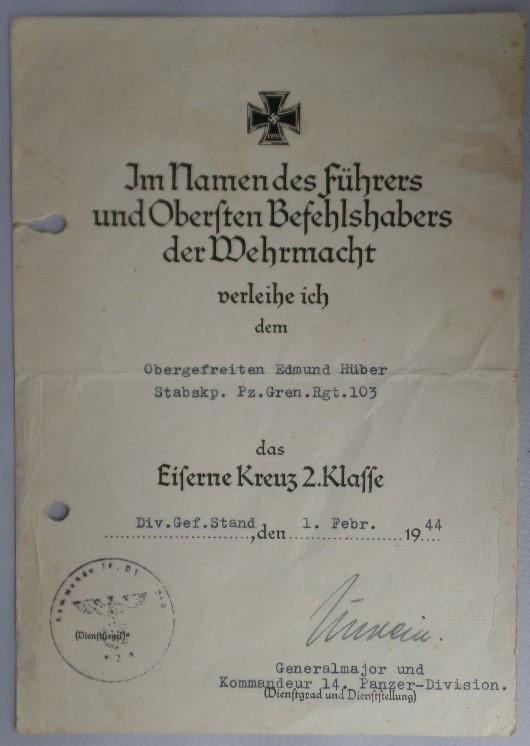 1939
Im Namen des Führers
und Obersten Befehlshabers
der Wehrmacht
verleihe ich
dem
Obergefreiten Edmund Hüber
Stabskp. Pz.Gren.Rgt.103
das
Eiserne Kreuz 2.Klasse
Div.Gef.Stand, den 1. Febr. 1944
(Dienstsiegel)
2
Generalmajor und
Kommandeur 14. Panzer-Division.
(Dienstgrad und Dienststellung)